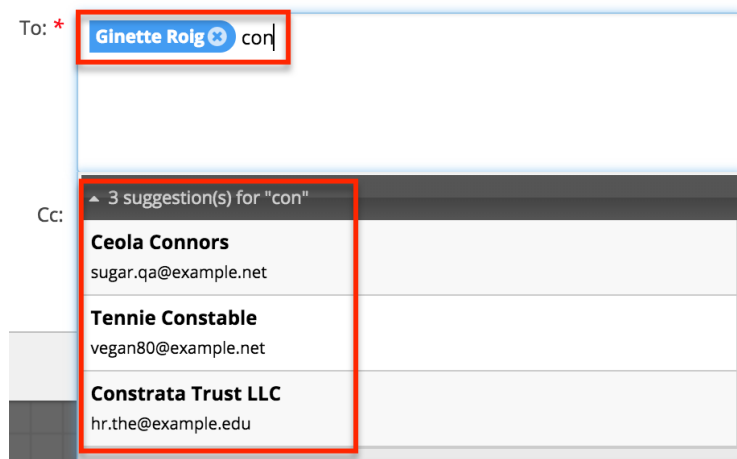 To: * Ginette Roig con
3 suggestion(s) for "con"
Cc:
Ceola Connors
sugar.qa@example.net
Tennie Constable
vegan80@example.net
Constrata Trust LLC
hr.the@example.edu